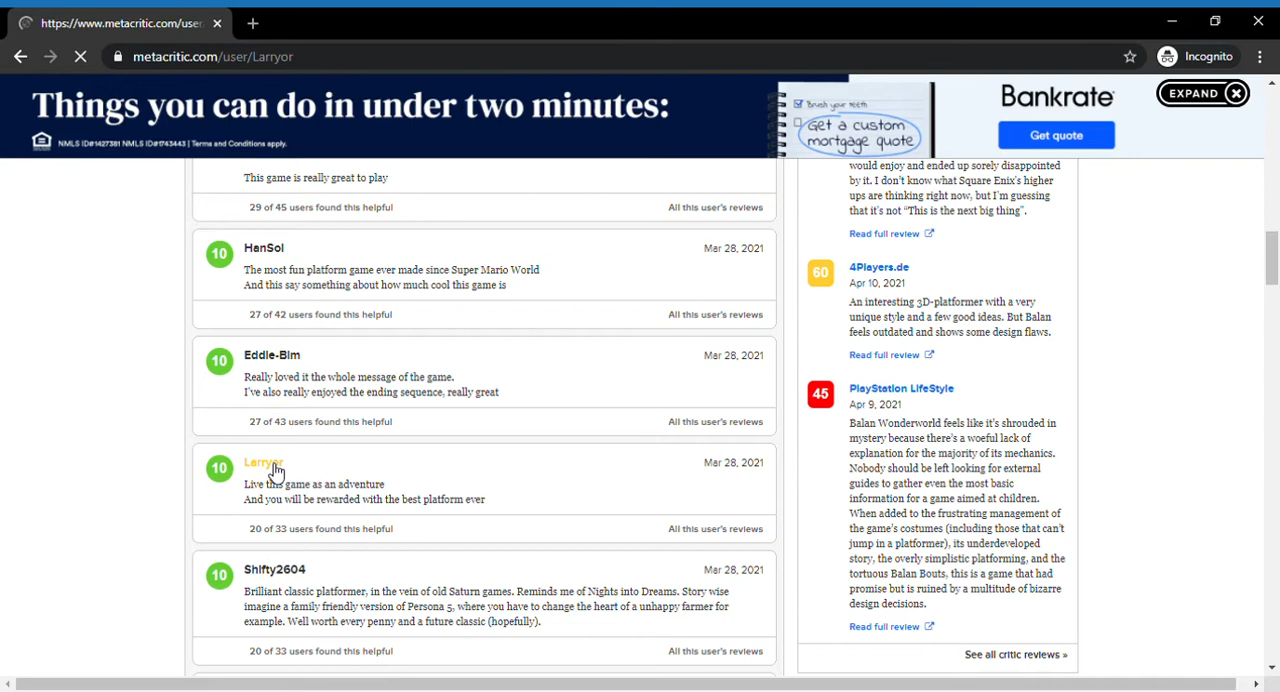 https://www.metacritic.com/user
metacritic.com/user/Larryor
Incognito
Things you can do in under two minutes:
NMLS ID#1427381 NMLS ID#1743443 | Terms and Conditions apply.
Brush your teeth
Get a custom
mortgage quote
Bankrate
Get quote
EXPAND
This game is really great to play
29 of 45 users found this helpful
All this user's reviews
10
HanSol
Mar 28, 2021
The most fun platform game ever made since Super Mario World
And this say something about how much cool this game is
27 of 42 users found this helpful
All this user's reviews
10
Eddie-Bim
Mar 28, 2021
Really loved it the whole message of the game.
I've also really enjoyed the ending sequence, really great
27 of 43 users found this helpful
All this user's reviews
10
Larryor
Mar 28, 2021
Live this game as an adventure
And you will be rewarded with the best platform ever
20 of 33 users found this helpful
All this user's reviews
10
Shifty2604
Mar 28, 2021
Brilliant classic platformer, in the vein of old Saturn games. Reminds me of Nights into Dreams. Story wise
imagine a family friendly version of Persona 5, where you have to change the heart of a unhappy farmer for
example. Well worth every penny and a future classic (hopefully).
20 of 33 users found this helpful
All this user's reviews
would enjoy and ended up sorely disappointed
by it. I don't know what Square Enix's higher
ups are thinking right now, but I'm guessing
that it's not “This is the next big thing”.
Read full review
60
4Players.de
Apr 10, 2021
An interesting 3D-platformer with a very
unique style and a few good ideas. But Balan
feels outdated and shows some design flaws.
Read full review
45
PlayStation LifeStyle
Apr 9, 2021
Balan Wonderworld feels like it's shrouded in
mystery because there's a woeful lack of
explanation for the majority of its mechanics.
Nobody should be left looking for external
guides to gather even the most basic
information for a game aimed at children.
When added to the frustrating management of
the game's costumes (including those that can't
jump in a platformer), its underdeveloped
story, the overly simplistic platforming, and the
tortuous Balan Bouts, this is a game that had
promise but is ruined by a multitude of bizarre
design decisions.
Read full review
See all critic reviews »